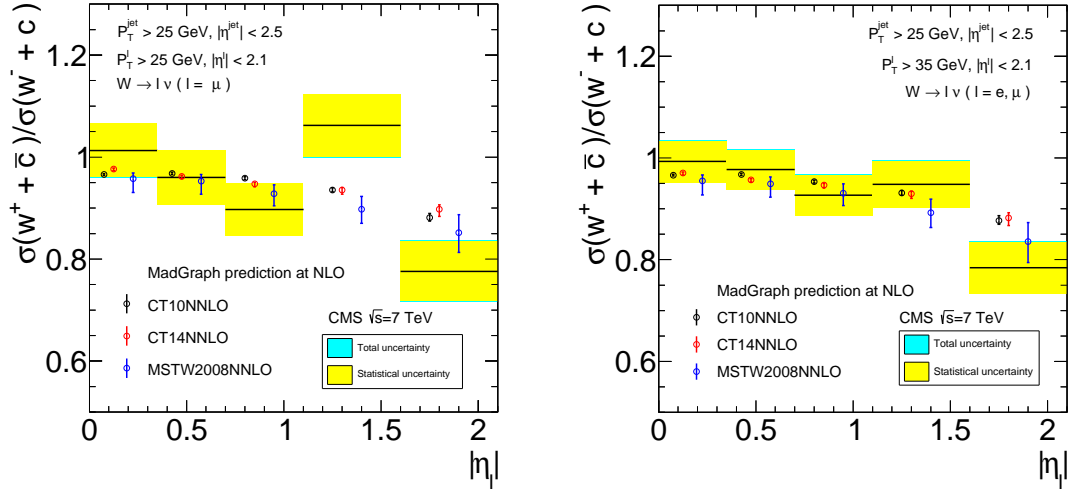 σ(w⁺ + c̄ )/σ(w⁻ + c)
P_T^jet > 25 GeV, |η^jet| < 2.5
P_T^l > 25 GeV, |η^l| < 2.1
W → l ν ( l = μ )
1.2
1
0.8
0.6
MadGraph prediction at NLO
CT10NNLO
CT14NNLO
MSTW2008NNLO
CMS √s=7 TeV
Total uncertainty
Statistical uncertainty
0 0.5 1 1.5 2
|η_l|
σ(w⁺ + c̄ )/σ(w⁻ + c)
P_T^jet > 25 GeV, |η^jet| < 2.5
P_T^l > 35 GeV, |η^l| < 2.1
W → l ν ( l = e, μ )
1.2
1
0.8
0.6
MadGraph prediction at NLO
CT10NNLO
CT14NNLO
MSTW2008NNLO
CMS √s=7 TeV
Total uncertainty
Statistical uncertainty
0 0.5 1 1.5 2
|η_l|